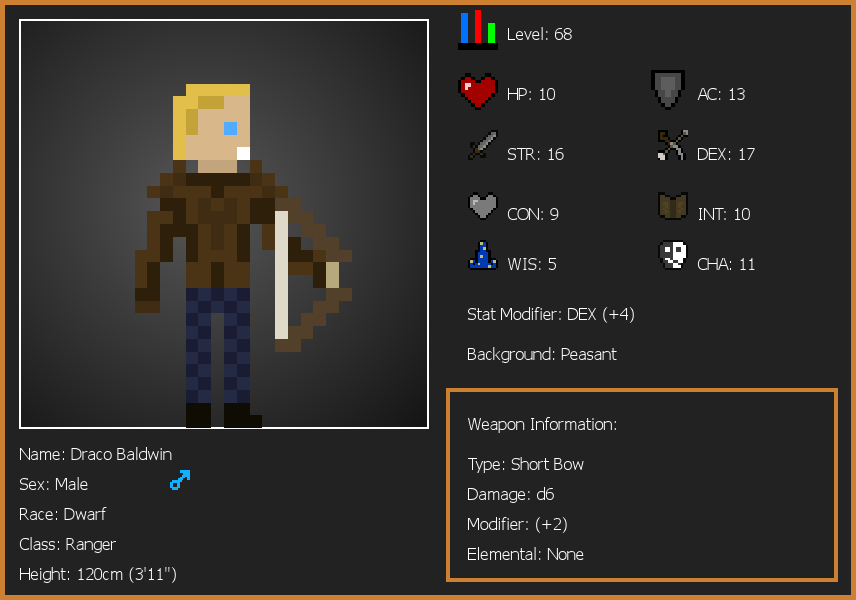 Level: 68
HP: 10
AC: 13
STR: 16
DEX: 17
CON: 9
INT: 10
WIS: 5
CHA: 11
Stat Modifier: DEX (+4)
Background: Peasant
Weapon Information:
Type: Short Bow
Damage: d6
Modifier: (+2)
Elemental: None
Name: Draco Baldwin
Sex: Male
Race: Dwarf
Class: Ranger
Height: 120cm (3'11")